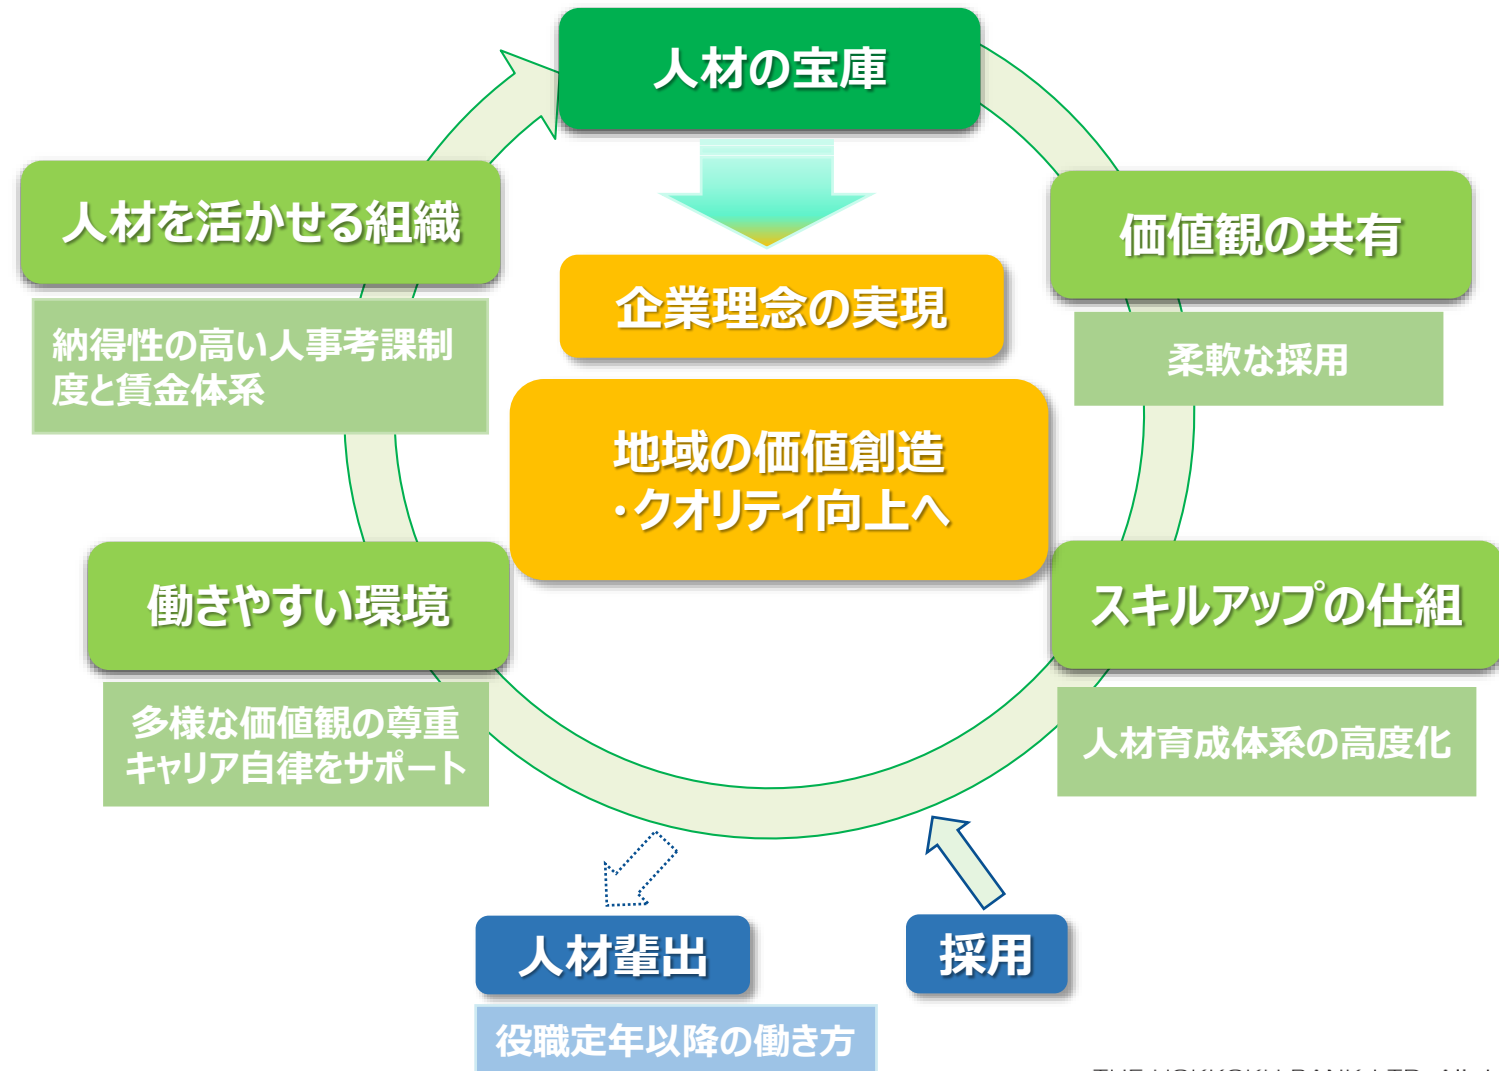 人材の宝庫
人材を活かせる組織
価値観の共有
納得性の高い人事考課制
度と賃金体系
企業理念の実現
柔軟な採用
地域の価値創造
・クオリティ向上へ
働きやすい環境
スキルアップの仕組
多様な価値観の尊重
キャリア自律をサポート
人材育成体系の高度化
人材輩出
採用
役職定年以降の働き方